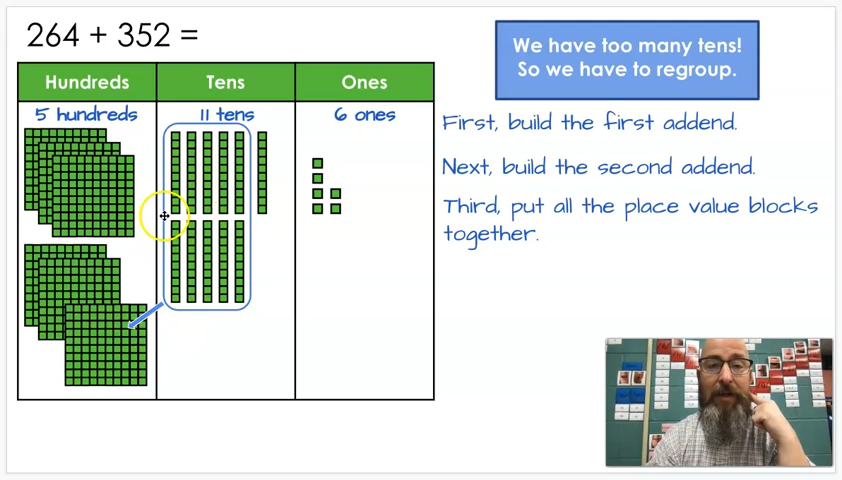 264 + 352 =
We have too many tens!
So we have to regroup.
Hundreds
Tens
Ones
5 hundreds
11 tens
6 ones
First, build the first addend.
Next, build the second addend.
Third, put all the place value blocks
together.